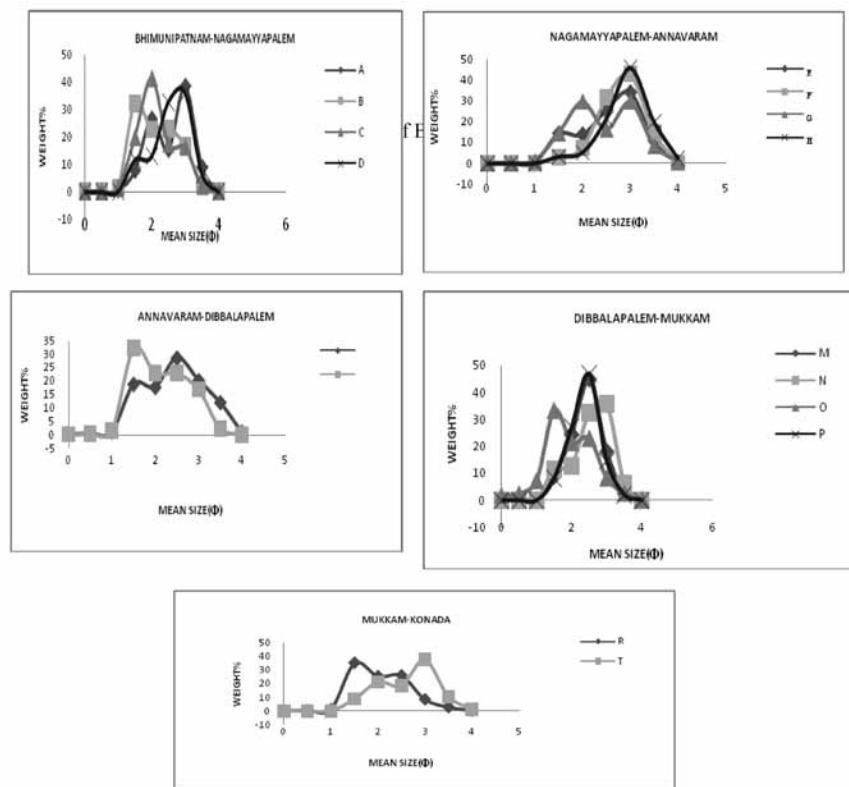 BHIMUNIPATNAM-NAGAMAYYAPALEM
50
40
30
20
10
0
-10
WEIGHT%
0 2 4 6
MEAN SIZE(Φ)
A
B
C
D
f E
NAGAMAYYAPALEM-ANNAVARAM
50
40
30
20
10
0
-10
WEIGHT%
0 1 2 3 4 5
MEAN SIZE(Φ)
E
F
G
H
ANNAVARAM-DIBBALAPALEM
35
30
25
20
15
10
5
0
-5
WEIGHT%
0 1 2 3 4 5
MEAN SIZE(Φ)
DIBBALAPALEM-MUKKAM
50
40
30
20
10
0
-10
WEIGHT%
0 2 4 6
MEAN SIZE(Φ)
M
N
O
P
MUKKAM-KONADA
50
40
30
20
10
0
-10
WEIGHT%
0 1 2 3 4 5
MEAN SIZE(Φ)
R
T